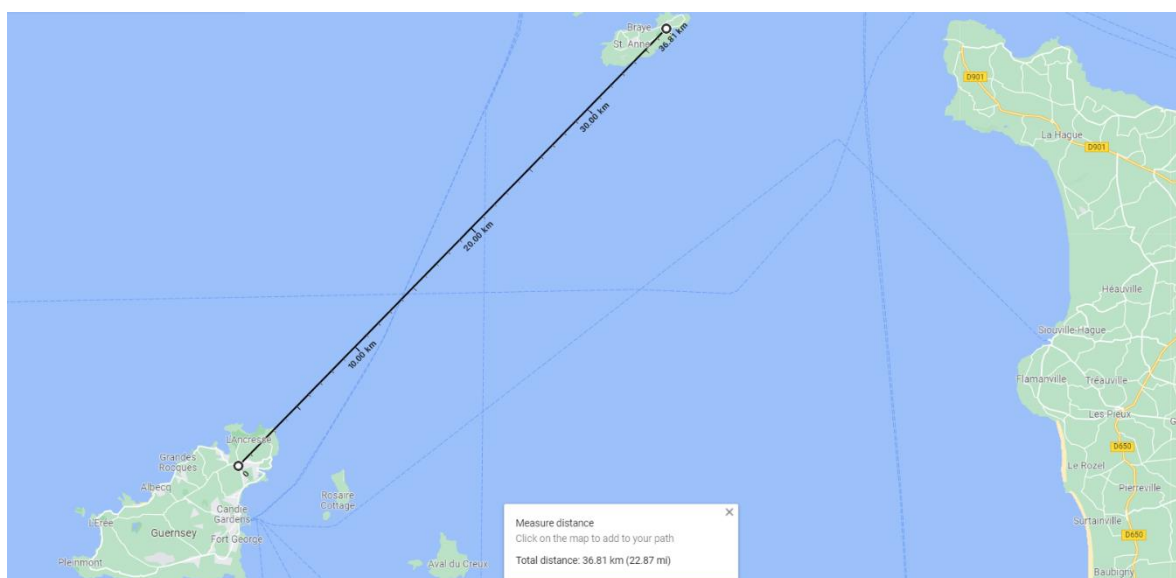 Braye
St. Anne
36.81 km
D901
La Hague
D901
30.00 km
20.00 km
Héauville
Siouville-Hague
10.00 km
Flamanville
Tréauville
Les Pieux
L'Ancresse
D650
Grandes
Rocques
0
Le Rozel
Albecq
Pierreville
Rosaire
Cottage
L'Eree
Candie
Gardens
Surtainville
Guernsey
Fort George
D650
Pleinmont
Aval du Creux
Baubigny
Measure distance
Click on the map to add to your path
Total distance: 36.81 km (22.87 mi)